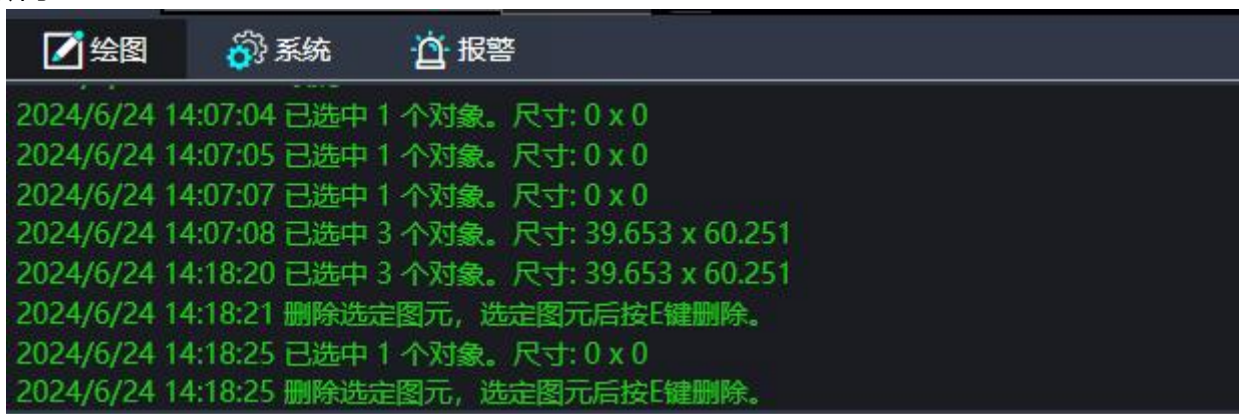 绘图 系统 报警
2024/6/24 14:07:04 已选中 1 个对象。尺寸: 0 x 0
2024/6/24 14:07:05 已选中 1 个对象。尺寸: 0 x 0
2024/6/24 14:07:07 已选中 1 个对象。尺寸: 0 x 0
2024/6/24 14:07:08 已选中 3 个对象。尺寸: 39.653 x 60.251
2024/6/24 14:18:20 已选中 3 个对象。尺寸: 39.653 x 60.251
2024/6/24 14:18:21 删除选定图元，选定图元后按E键删除。
2024/6/24 14:18:25 已选中 1 个对象。尺寸: 0 x 0
2024/6/24 14:18:25 删除选定图元，选定图元后按E键删除。